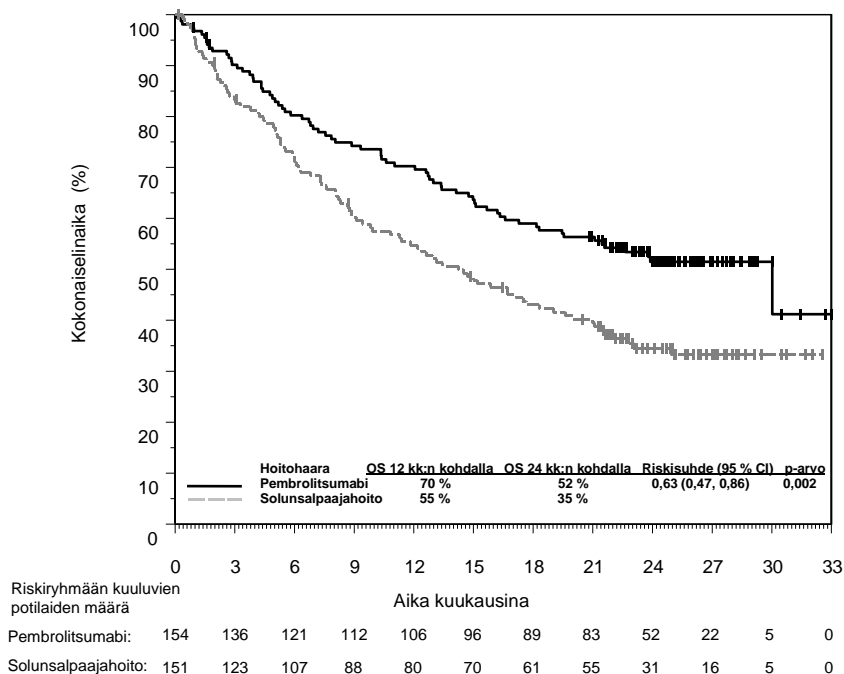 Kokonaiselinaika (%)
100
90
80
70
60
50
40
30
20
10
0
Hoitohaara OS 12 kk:n kohdalla OS 24 kk:n kohdalla Riskisuhde (95 % CI) p-arvo
Pembrolitsumabi 70 % 52 % 0,63 (0,47, 0,86) 0,002
Solunsalpaajahoito 55 % 35 %
0 3 6 9 12 15 18 21 24 27 30 33
Aika kuukausina
Riskiryhmään kuuluvien
potilaiden määrä
Pembrolitsumabi: 154 136 121 112 106 96 89 83 52 22 5 0
Solunsalpaajahoito: 151 123 107 88 80 70 61 55 31 16 5 0